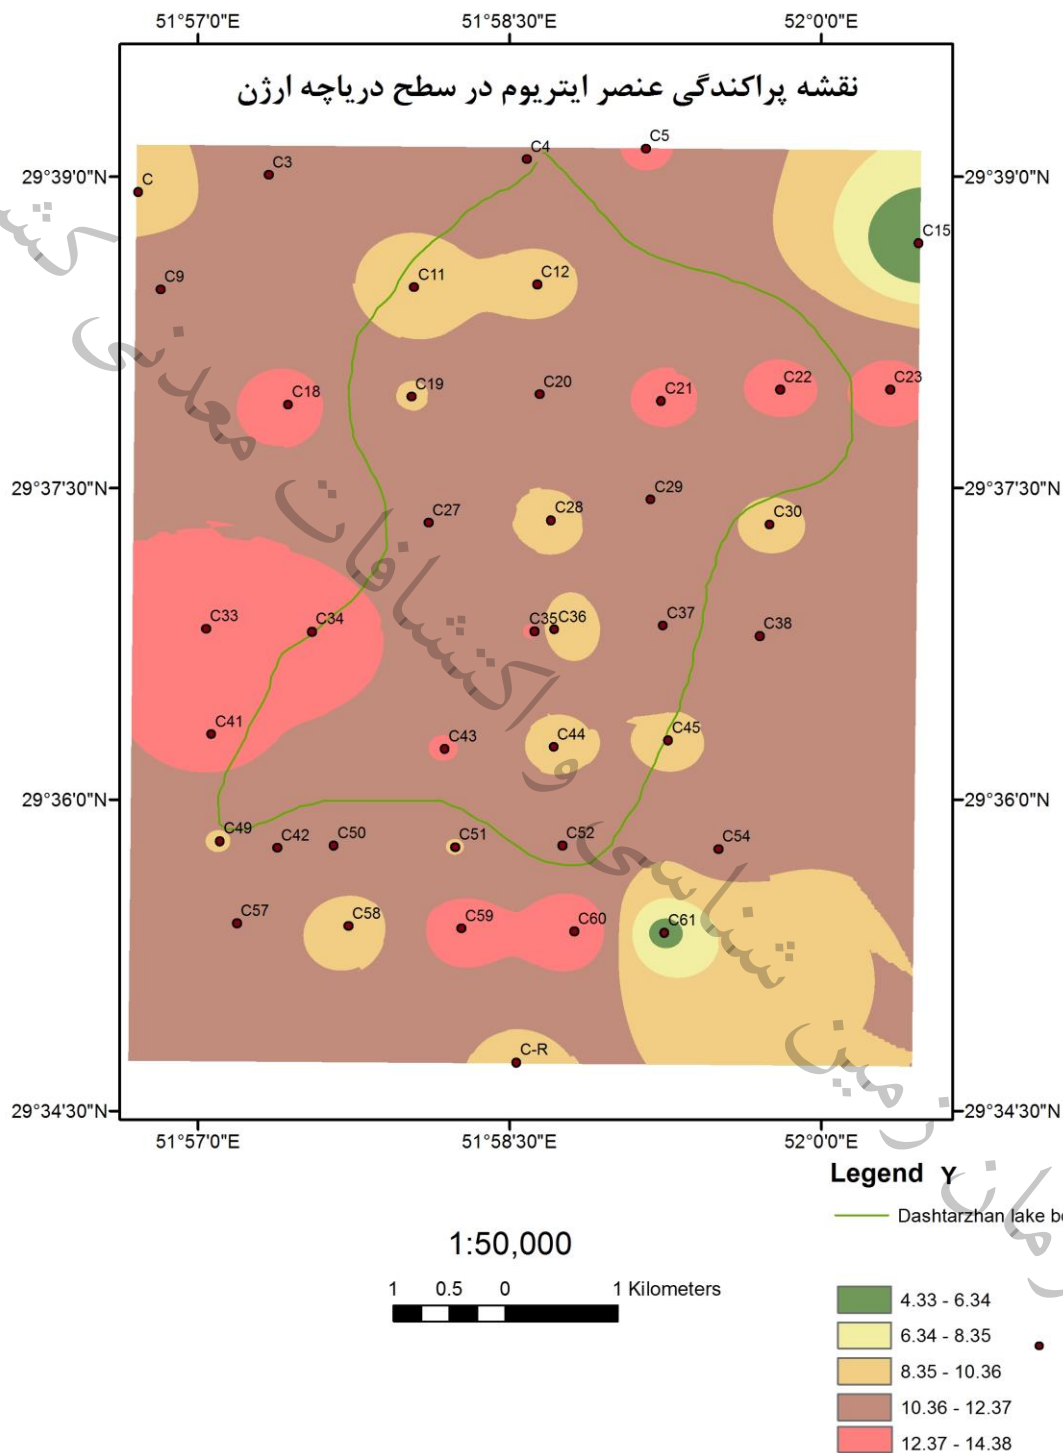 51°57'0"E 51°58'30"E 52°0'0"E
نقشه پراکندگی عنصر ایتریوم در سطح دریاچه ارژن
C4 C5
C3
29°39'0"N C 29°39'0"N
C15
C9 C11 C12
C18 C19 C20 C21 C22 C23
29°37'30"N 29°37'30"N
C27 C28 C29 C30
C33 C34 C35 C36 C37 C38
C41 C43 C44 C45
29°36'0"N 29°36'0"N
C49 C42 C50 C51 C52 C54
C57 C58 C59 C60 C61
C-R
29°34'30"N 29°34'30"N
51°57'0"E 51°58'30"E 52°0'0"E
Legend Y
Dashtarzhan lake
1:50,000
1 0.5 0 1 Kilometers
4.33 - 6.34
6.34 - 8.35
8.35 - 10.36
10.36 - 12.37
12.37 - 14.38
زمین شناسی و اکتشافات معدنی